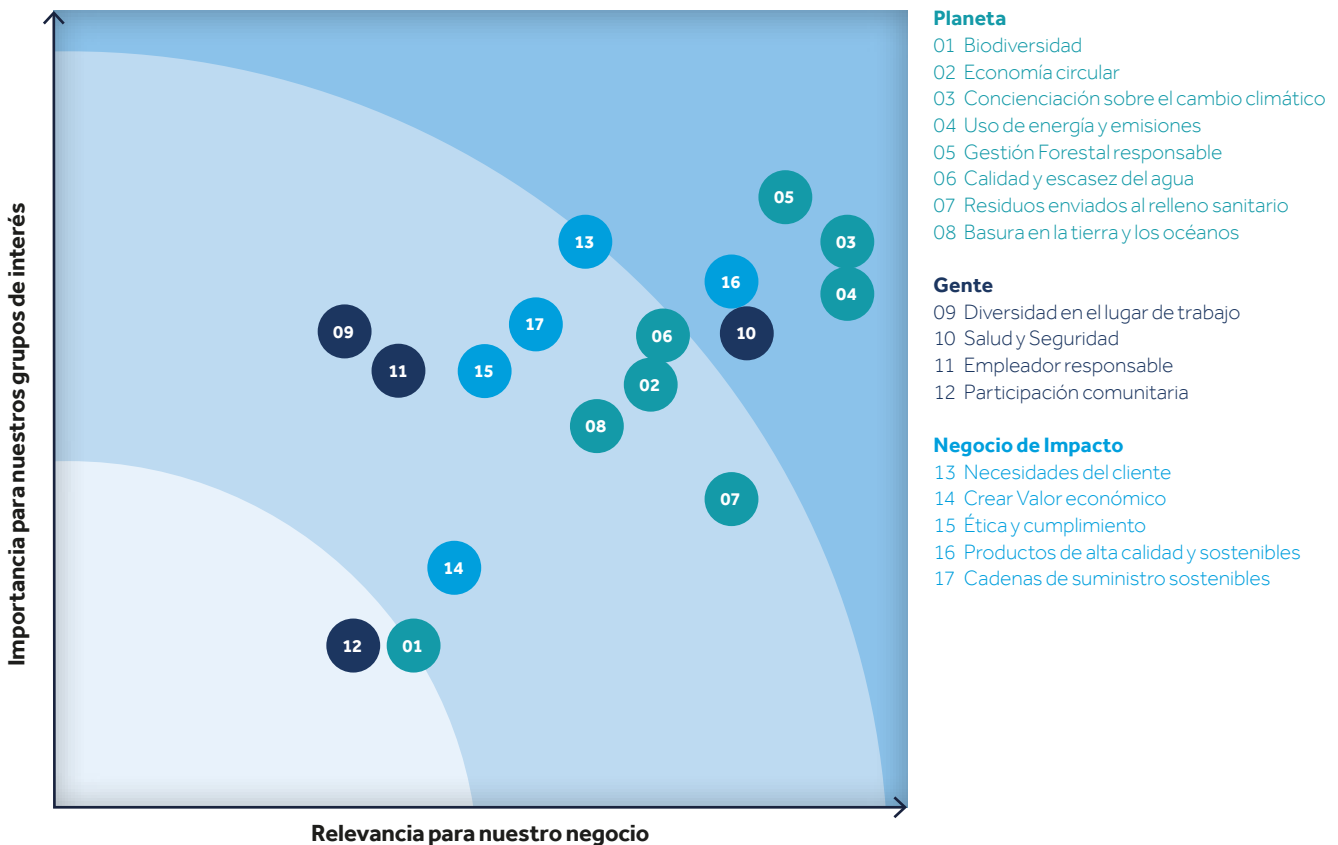 Importancia para nuestros grupos de interés
05
03
13
16
04
17
09
10
06
11
15
02
08
07
14
12
01
Relevancia para nuestro negocio
Planeta
01 Biodiversidad
02 Economía circular
03 Concienciación sobre el cambio climático
04 Uso de energía y emisiones
05 Gestión Forestal responsable
06 Calidad y escasez del agua
07 Residuos enviados al relleno sanitario
08 Basura en la tierra y los océanos
Gente
09 Diversidad en el lugar de trabajo
10 Salud y Seguridad
11 Empleador responsable
12 Participación comunitaria
Negocio de Impacto
13 Necesidades del cliente
14 Crear Valor económico
15 Ética y cumplimiento
16 Productos de alta calidad y sostenibles
17 Cadenas de suministro sostenibles